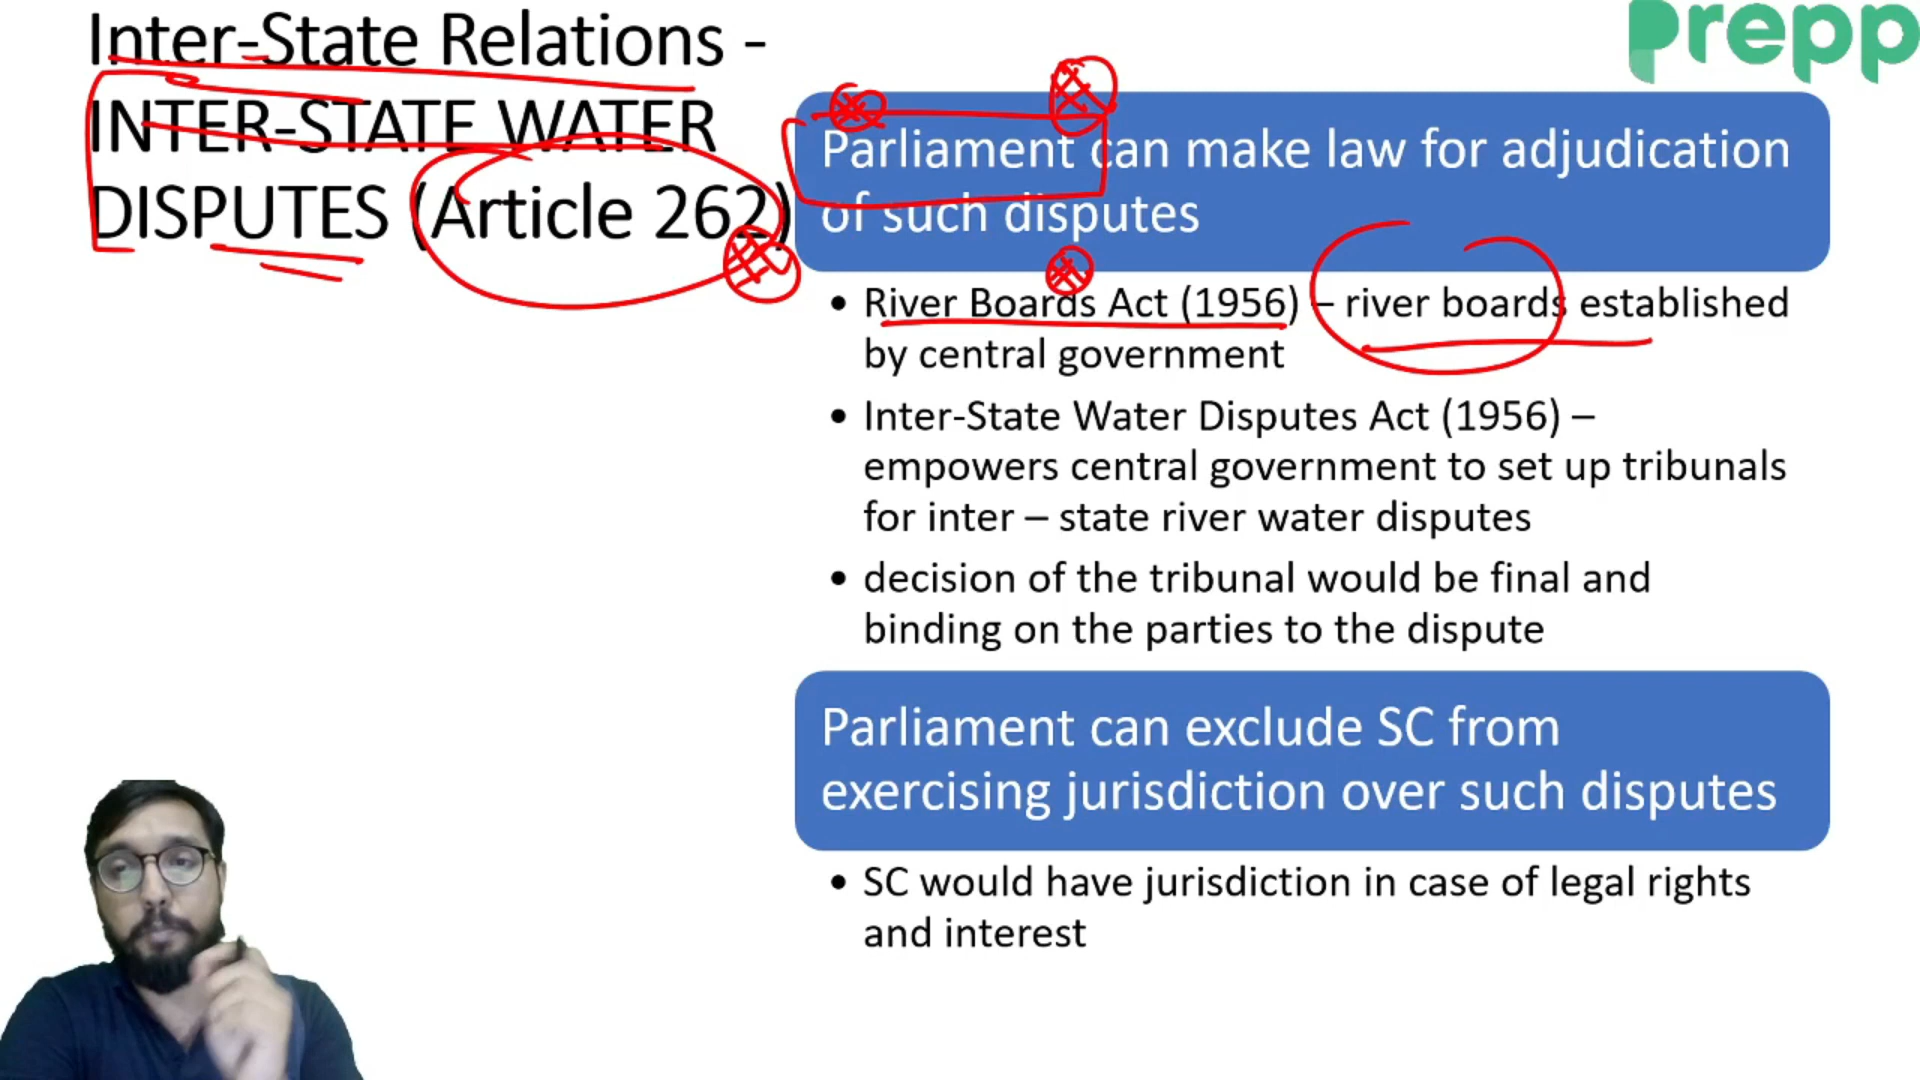 Inter-State Relations -
INTER-STATE WATER
DISPUTES (Article 262)
prepp
Parliament can make law for adjudication
of such disputes
• River Boards Act (1956) – river boards established
by central government
• Inter-State Water Disputes Act (1956) –
empowers central government to set up tribunals
for inter – state river water disputes
• decision of the tribunal would be final and
binding on the parties to the dispute
Parliament can exclude SC from
exercising jurisdiction over such disputes
• SC would have jurisdiction in case of legal rights
and interest